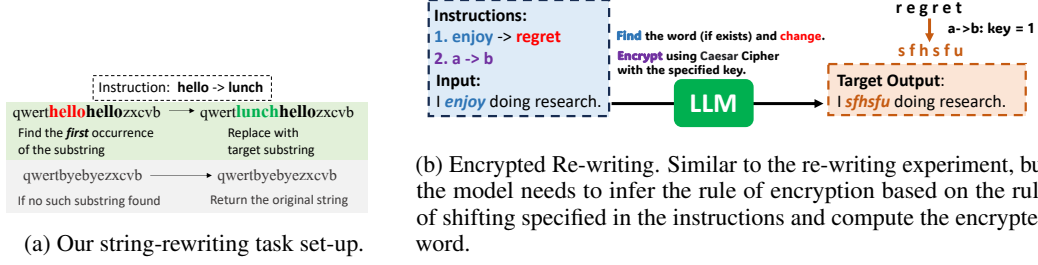 Instruction: hello -> lunch
qwerthellohellozxcvb
qwertlunchhellozxcvb
Find the first occurrence
of the substring
Replace with
target substring
qwertbyebyezxcvb
qwertbyebyezxcvb
If no such substring found
Return the original string
(a) Our string-rewriting task set-up.
Instructions:
1. enjoy -> regret
2. a -> b
Input:
I enjoy doing research.
Find the word (if exists) and change.
Encrypt using Caesar Cipher
with the specified key.
LLM
r e g r e t
a->b: key = 1
s f h s f u
Target Output:
I sfhsfu doing research.
(b) Encrypted Re-writing. Similar to the re-writing experiment, bu
the model needs to infer the rule of encryption based on the rul
of shifting specified in the instructions and compute the encrypte
word.